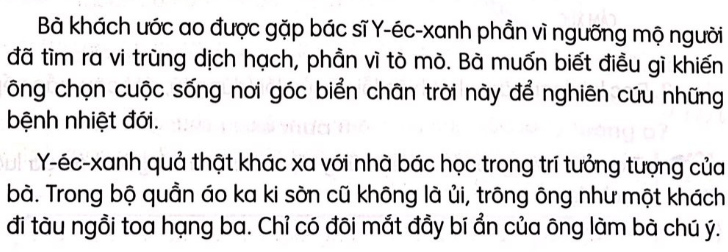 Bà khách ước ao được gặp bác sĩ Y-éc-xanh phần vì ngưỡng mộ người
đã tìm ra vi trùng dịch hạch, phần vì tò mò. Bà muốn biết điều gì khiến
ông chọn cuộc sống nơi góc biển chân trời này để nghiên cứu những
bệnh nhiệt đới.
Y-éc-xanh quả thật khác xa với nhà bác học trong trí tưởng tượng của
bà. Trong bộ quần áo ka ki sờn cũ không là ủi, trông ông như một khách
đi tàu ngồi toa hạng ba. Chỉ có đôi mắt đầy bí ẩn của ông làm bà chú ý.